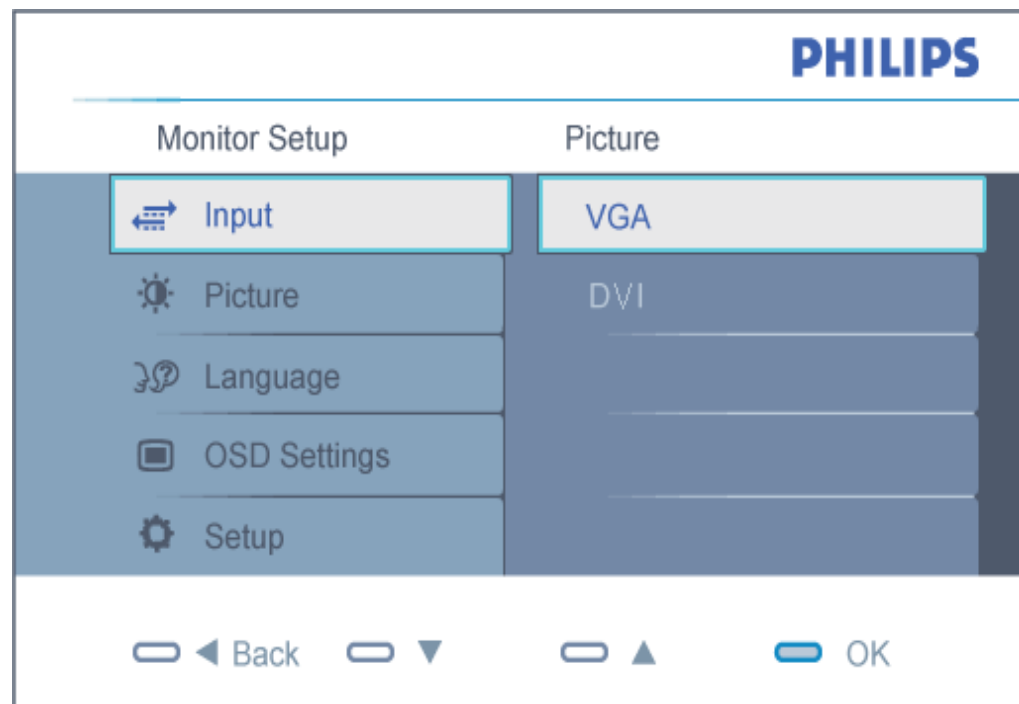 PHILIPS
Monitor Setup Picture
Input VGA
Picture DVI
Language
OSD Settings
Setup
Back OK